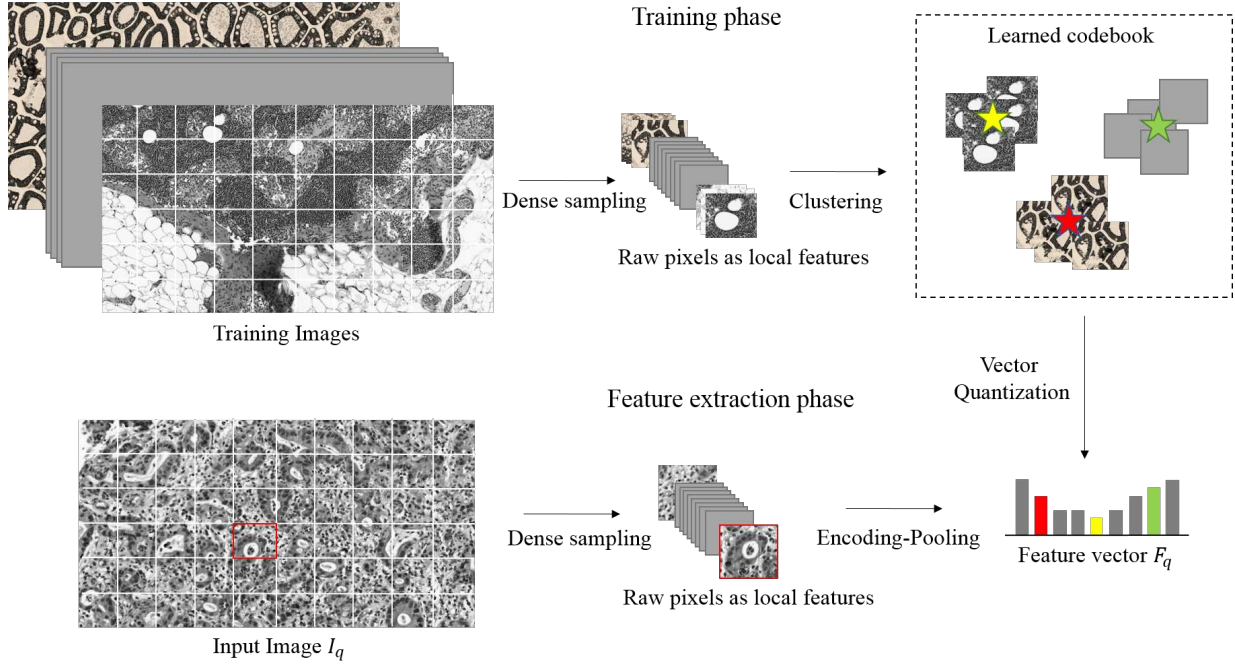 Training phase
Learned codebook
Dense sampling
Clustering
Raw pixels as local features
Training Images
Vector
Quantization
Feature extraction phase
Dense sampling
Encoding-Pooling
Feature vector F_q
Raw pixels as local features
Input Image I_q